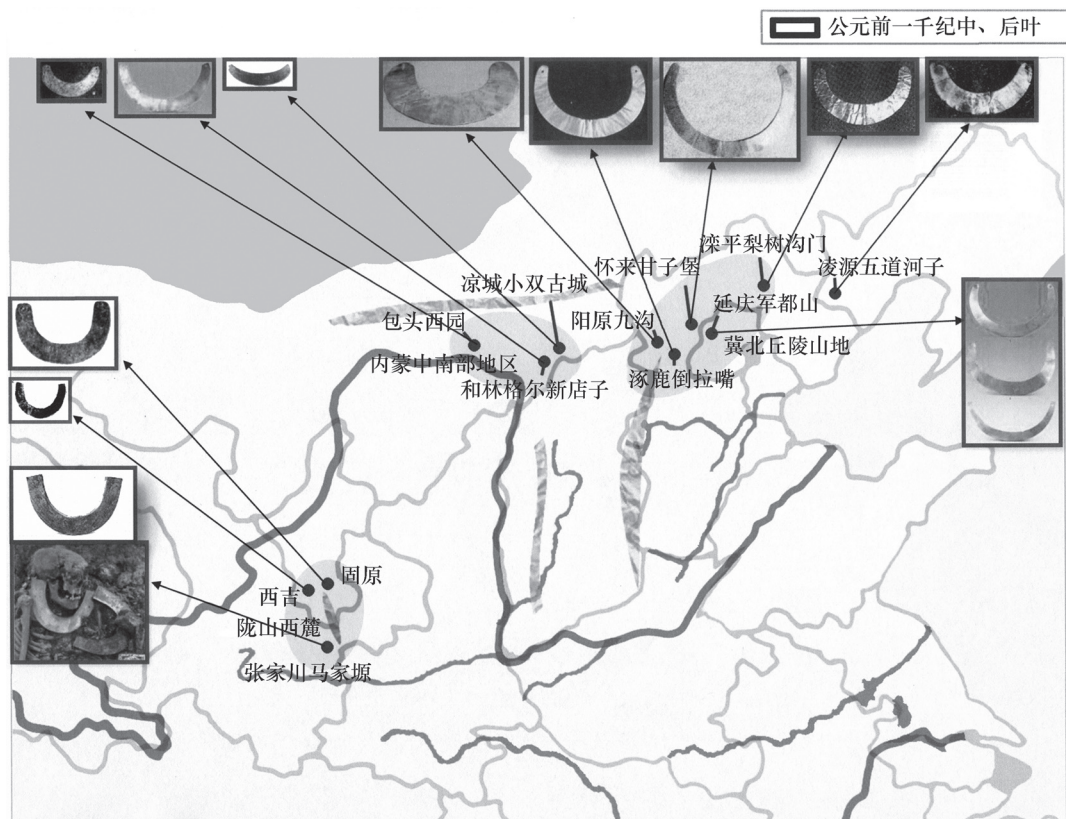 公元前一千纪中、后叶
滦平梨树沟门
怀来甘子堡
凌源五道河子
凉城小双古城
延庆军都山
包头西园
阳原九沟
冀北丘陵山地
内蒙中南部地区
涿鹿倒拉嘴
和林格尔新店子
固原
西吉
陇山西麓
张家川马家塬